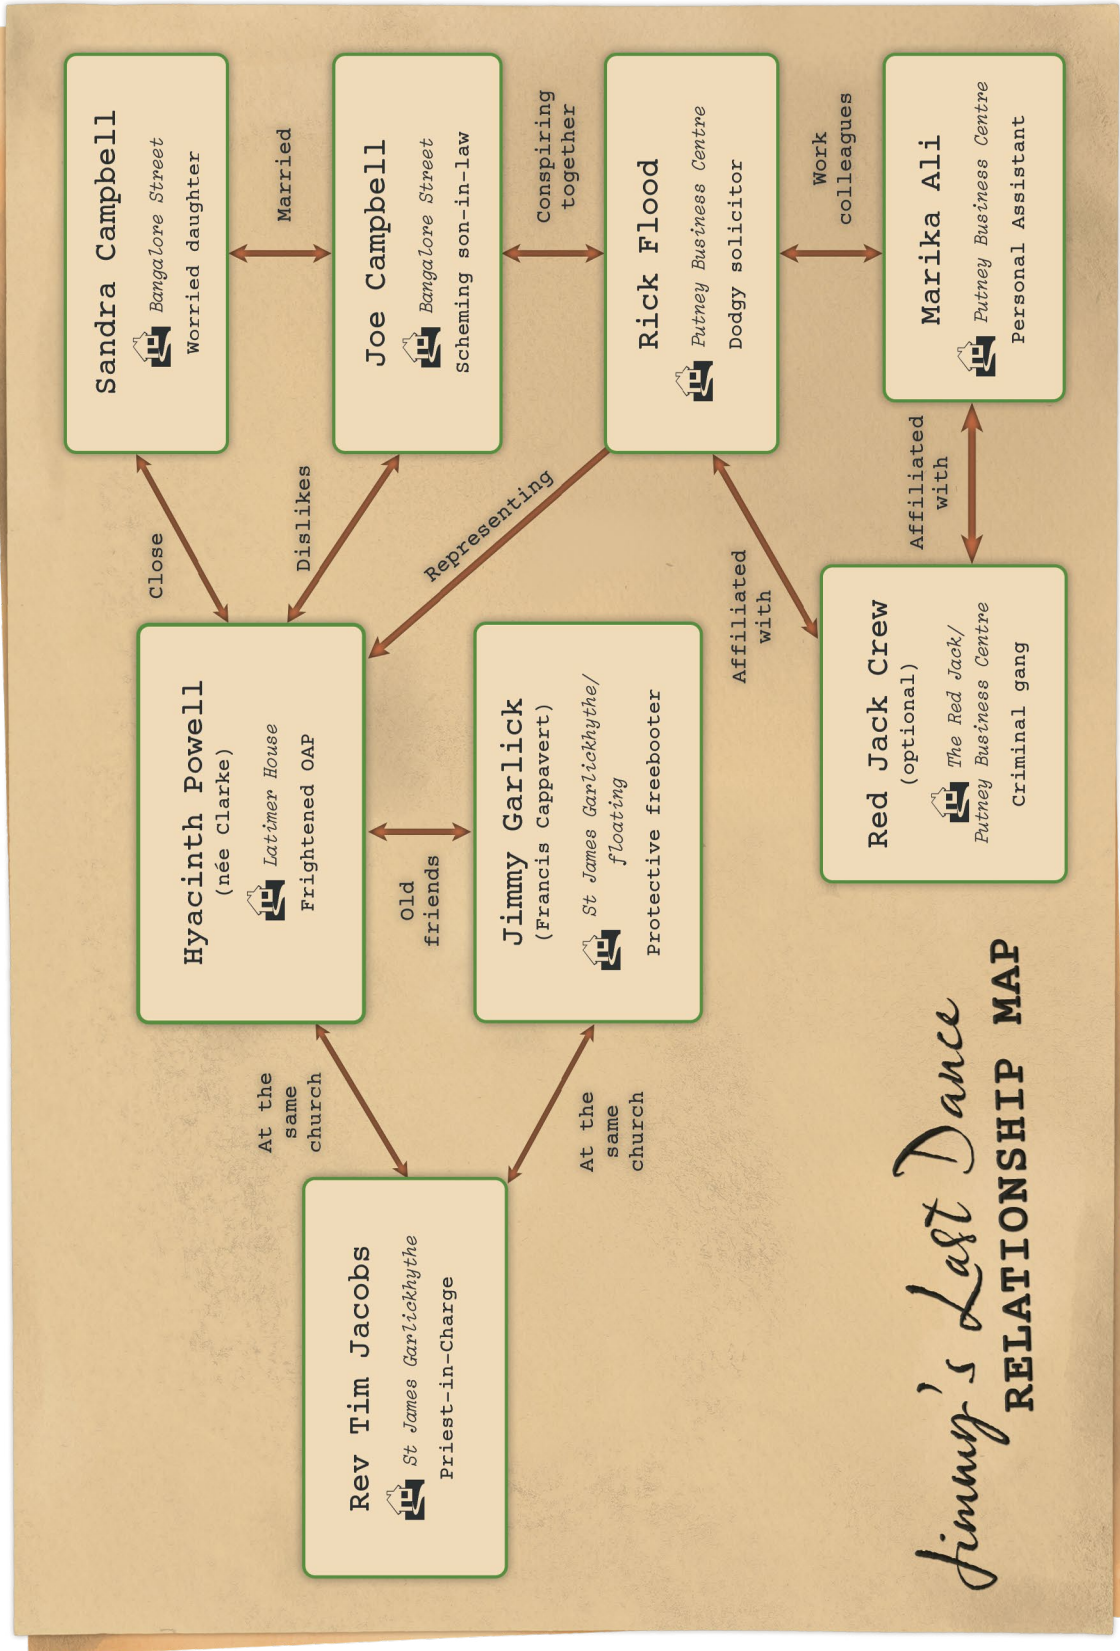 Sandra Campbell
Bangalore Street
Worried daughter
Married
Joe Campbell
Bangalore Street
Scheming son-in-law
Conspiring
together
Rick Flood
Putney Business Centre
Dodgy solicitor
Work
colleagues
Marika Ali
Putney Business Centre
Personal Assistant
Close
Dislikes
Representing
Affiliated
with
Affiliated
with
Hyacinth Powell
(née Clarke)
Latimer House
Frightened OAP
Old
friends
Jimmy Garlick
(Francis Cappavert)
St James Garlickhythe/
floating
Protective freebooter
Red Jack Crew
(optional)
The Red Jack/
Putney Business Centre
Criminal gang
At the
same
church
At the
same
church
Rev Tim Jacobs
St James Garlickhythe
Priest-in-Charge
Jimmy's Last Dance
RELATIONSHIP MAP